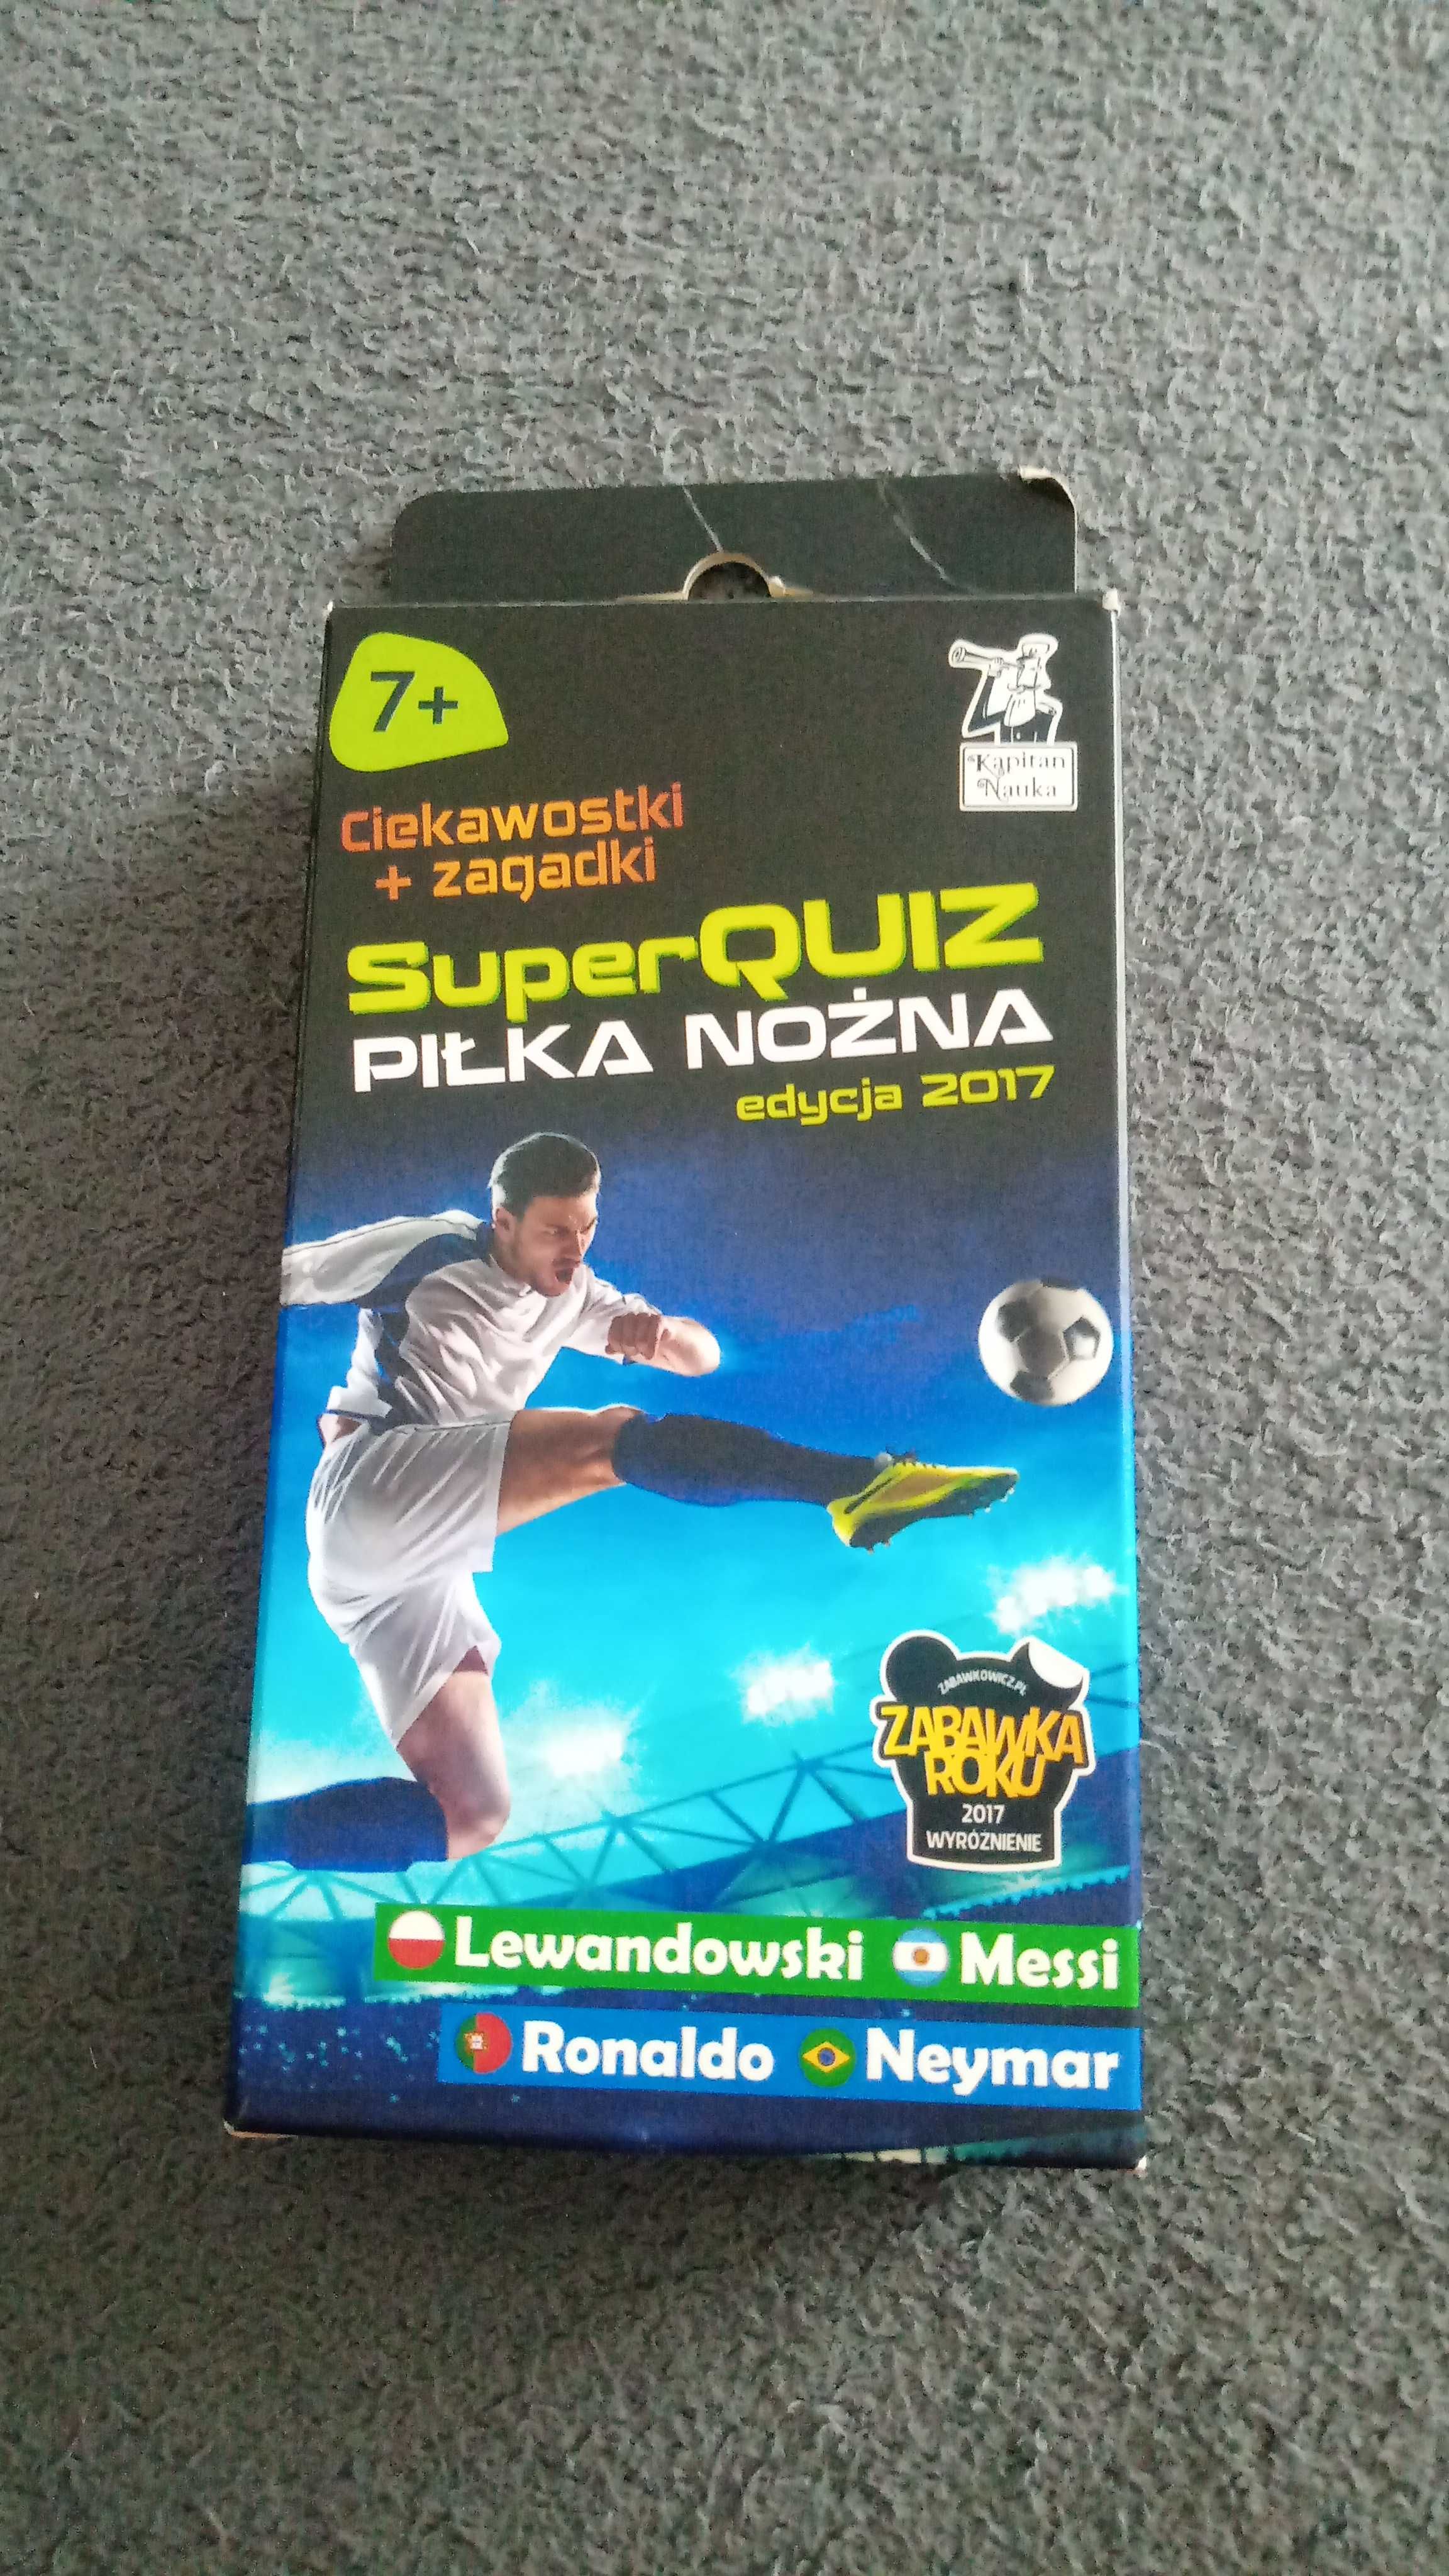 7+
Kapitan
Nauka
Ciekawostki
+ zagadki
SuperQUIZ
PIŁKA NOŻNA
edycja 2017
ZABAWKOWICZ.PL
ZABAWKA
ROKU
2017
WYRÓŻNIENIE
Lewandowski Messi
Ronaldo Neymar